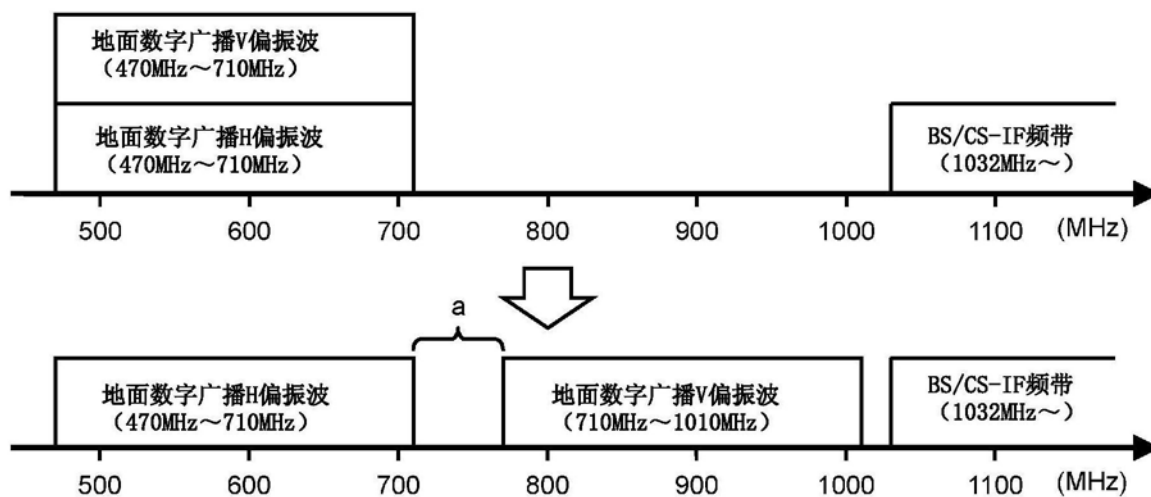 地面数字广播V偏振波
（470MHz～710MHz）
地面数字广播H偏振波
（470MHz～710MHz）
BS/CS-IF频带
（1032MHz～）
500 600 700 800 900 1000 1100 (MHz)
a
地面数字广播H偏振波
（470MHz～710MHz）
地面数字广播V偏振波
（710MHz～1010MHz）
BS/CS-IF频带
（1032MHz～）
500 600 700 800 900 1000 1100 (MHz)